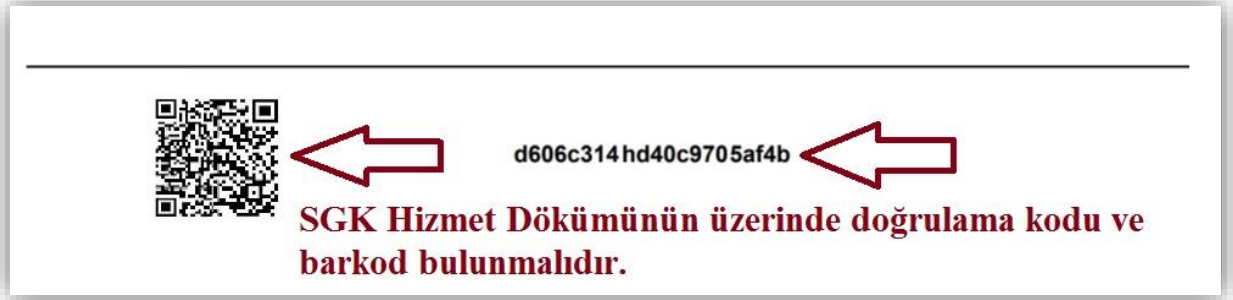 d606c314hd40c9705af4b
SGK Hizmet Dökümünün üzerinde doğrulama kodu ve
barkod bulunmalıdır.